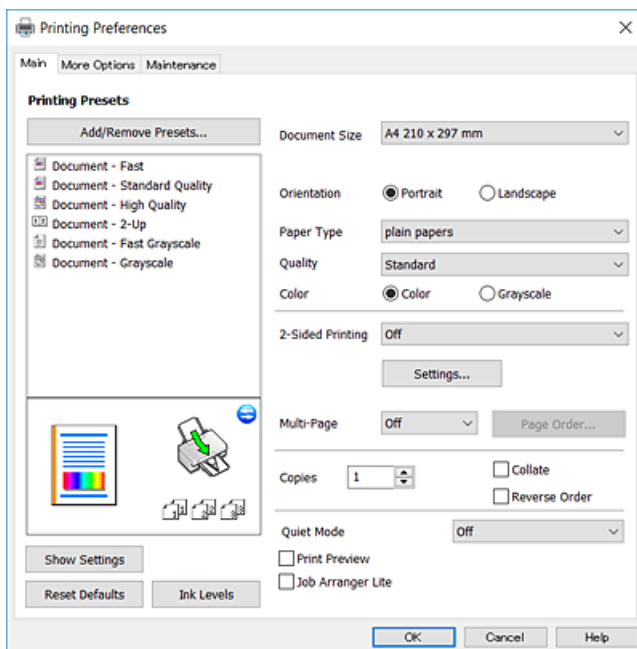 Printing Preferences
Main More Options Maintenance
Printing Presets
Add/Remove Presets...
Document - Fast
Document - Standard Quality
Document - High Quality
Document - 2-Up
Document - Fast Grayscale
Document - Grayscale
Show Settings
Reset Defaults Ink Levels
Document Size A4 210 x 297 mm
Orientation Portrait Landscape
Paper Type plain papers
Quality Standard
Color Color Grayscale
2-Sided Printing Off
Settings...
Multi-Page Off Page Order...
Copies 1 Collate
Reverse Order
Quiet Mode Off
Print Preview
Job Arranger Lite
OK Cancel Help